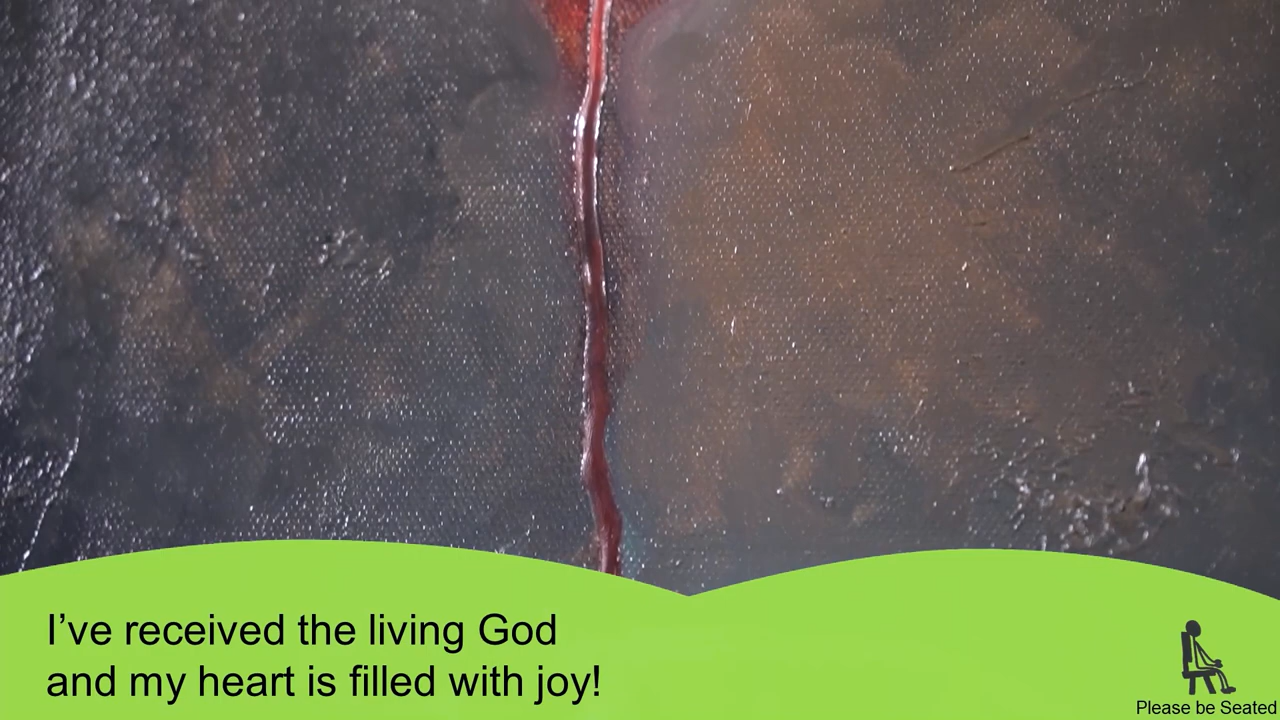 I’ve received the living God
and my heart is filled with joy!
Please be Seated